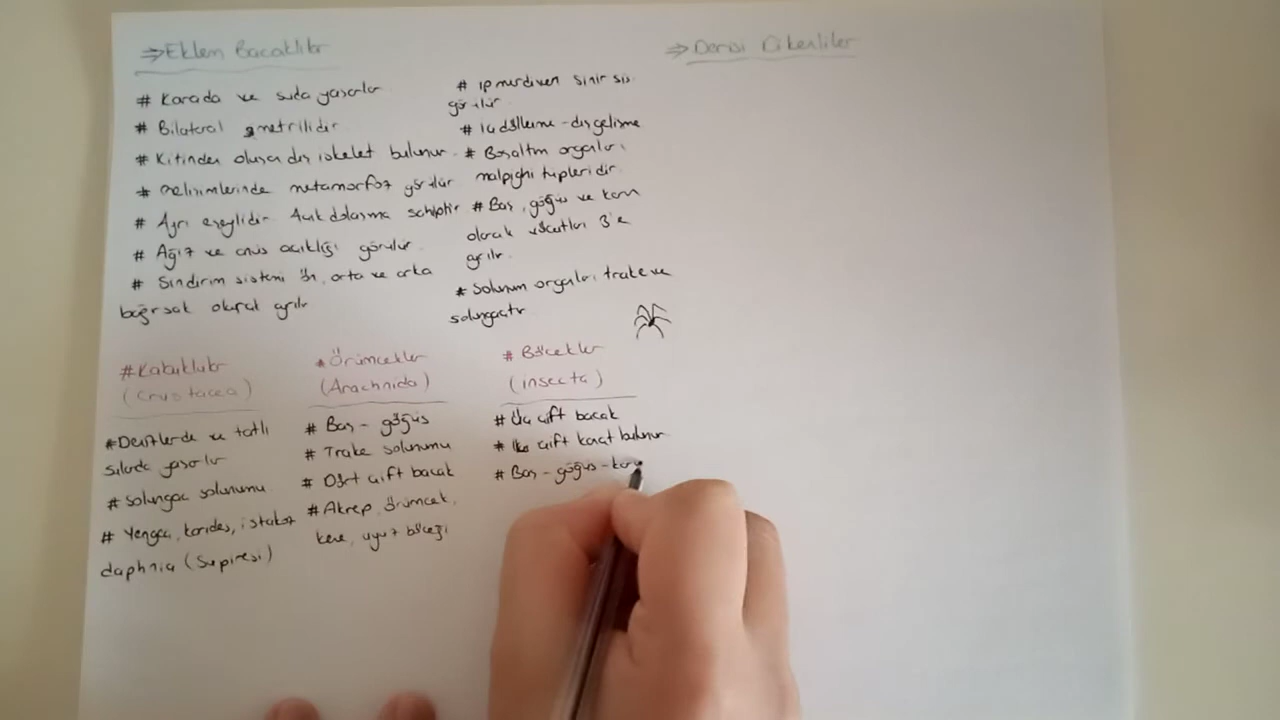 ⇒ Eklem Bacaklılar
# Karada ve suda yaşarlar
# Bilateral simetrilidir
# Kitinden oluşan dış iskelet bulunur.
# Gelişimlerinde metamorfoz görülür
# Ayrı eşeylidir Açık dolaşıma sahiptir
# Ağız ve anüs açıklığı görülür.
# Sindirim sistemi ön, orta ve arka
bağırsak olarak ayrılır
# ip merdiven sinir sis.
görülür
# iç döllenme - dış gelişme
# Boşaltım organları
malpighi tüpleridir.
# Baş, göğüs ve karın
olarak vücutları 3'e
ayrılır.
# Solunum organları, trake ve
solungaçtır
# Kabuklular
(Crustacea)
# Denizlerde ve tatlı
sularda yaşarlar
# Solungaç solunumu
# Yengeç, karides, istakoz
daphnia (Supiresi)
# Örümcekler
(Arachnida)
# Baş - göğüs
# Trake solunumu
# Dört çift bacak
# Akrep, örümcek,
kene, uyuz böceği
# Böcekler
(insecta)
# Üç çift bacak
# İki çift kanat bulunur
# Baş - göğüs - karın
⇒ Derisi Dikenliler